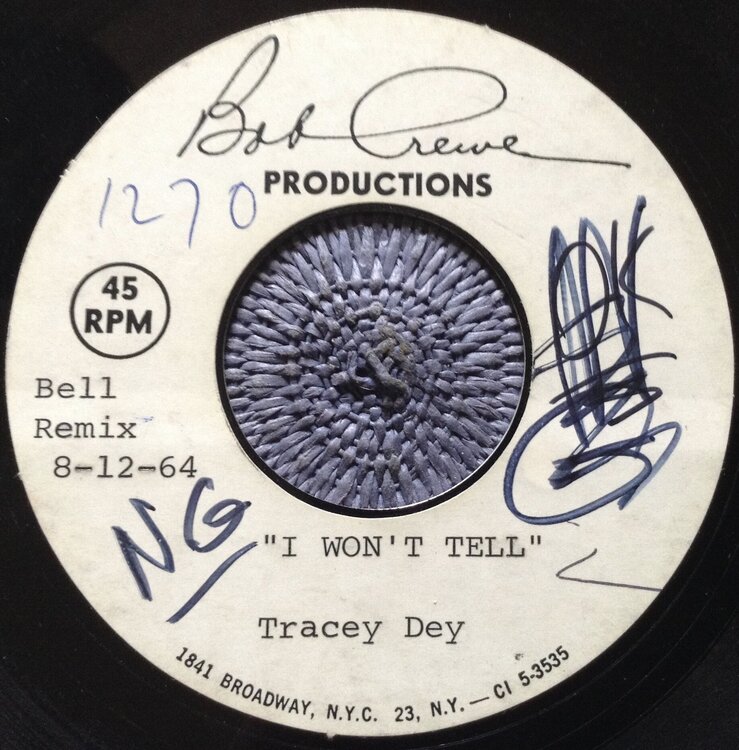 Bob Crewe
PRODUCTIONS
1270
45
RPM
Bell
Remix
8-12-64
NG
"I WON'T TELL"
Tracey Dey
1841 BROADWAY, N.Y.C. 23, N.Y. — CI 5-3535